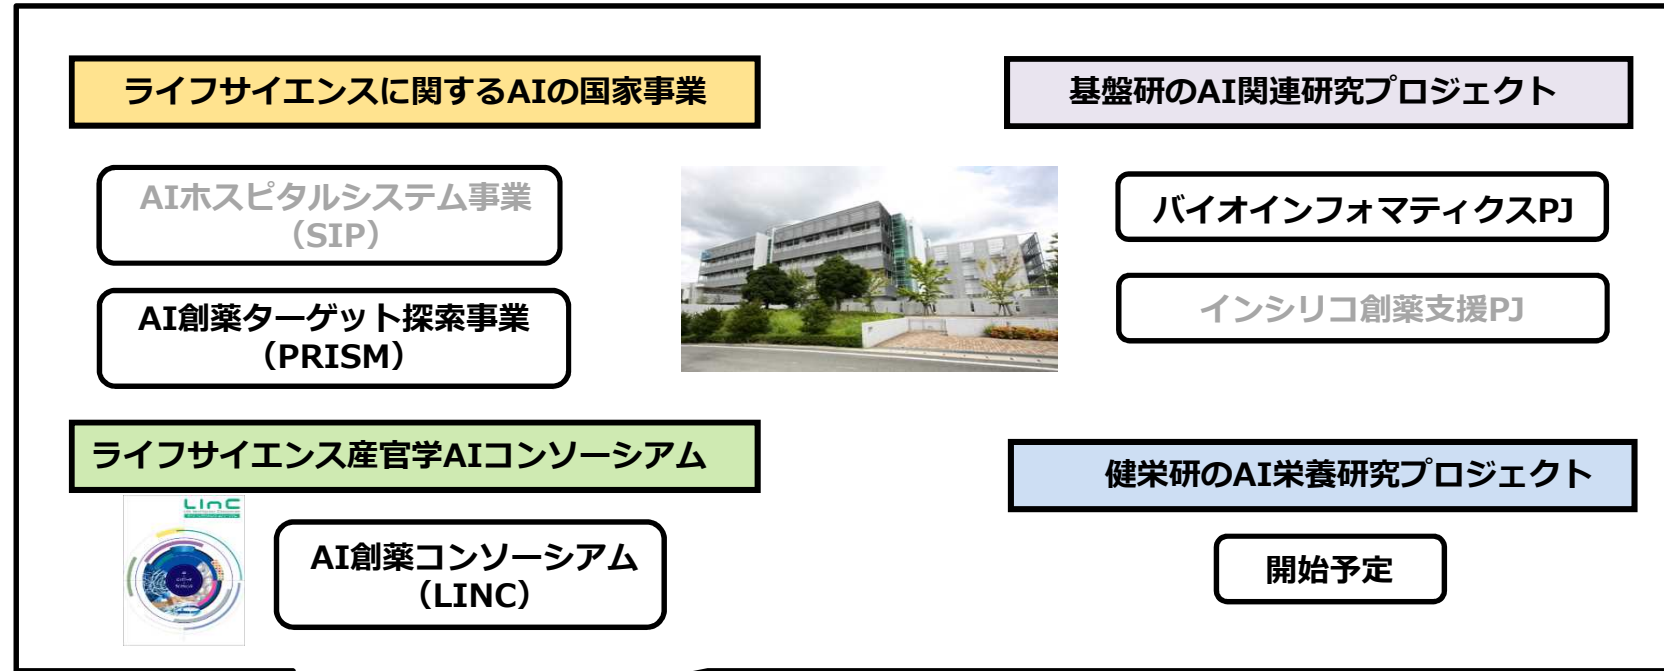 ライフサイエンスに関するAIの国家事業
AIホスピタルシステム事業
（SIP）
AI創薬ターゲット探索事業
（PRISM）
ライフサイエンス産官学AIコンソーシアム
LINC
AI創薬コンソーシアム
（LINC）
基盤研のAI関連研究プロジェクト
バイオインフォマティクスPJ
インシリコ創薬支援PJ
健栄研のAI栄養研究プロジェクト
開始予定